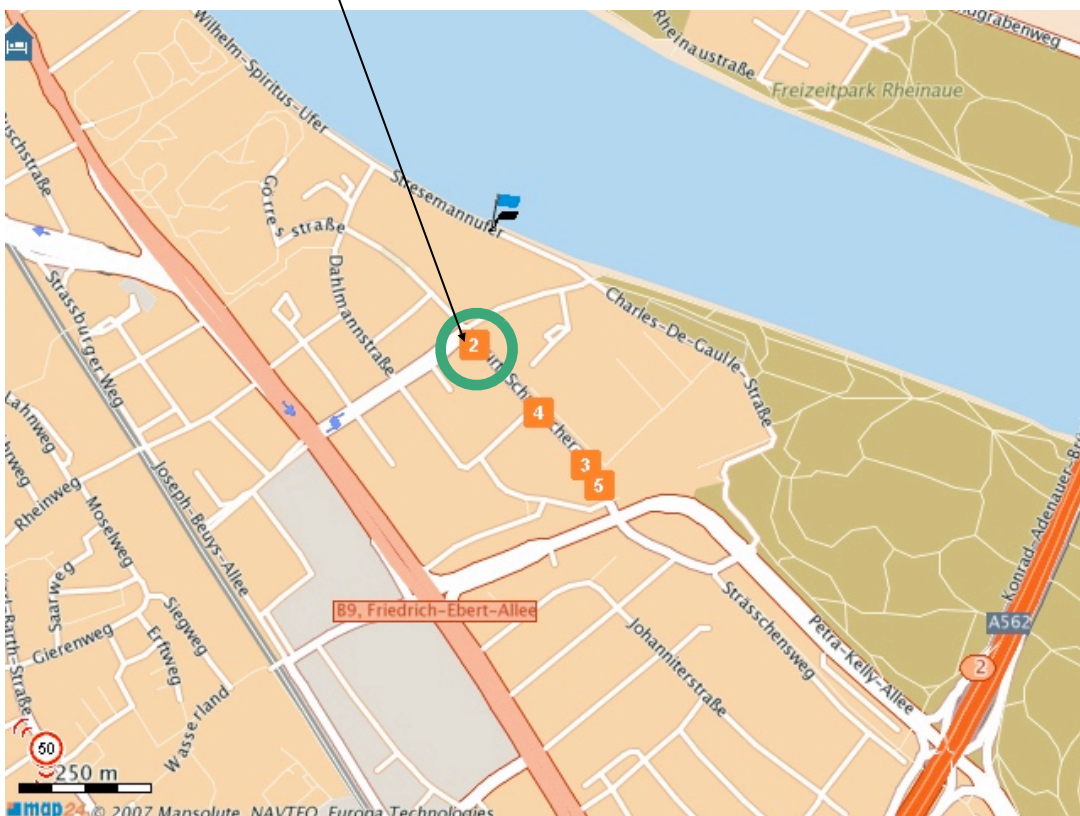 Wilhelm-Spiritus-Ufer
Rheinaustraße
Freizeitpark Rheinaue
Stresemannufer
Görres straße
Dahlmannstraße
Strassburger Weg
Charles-De-Gaulle-Straße
2
4
3
5
Lahnweg
Rheinweg
Moselweg
Joseph-Beuys-Allee
Saarweg
Siegweg
Gierenweg
Erftweg
Wasserland
B9, Friedrich-Ebert-Allee
Johanniterstraße
Strässchensweg
Petra-Kelly-Allee
A562
2
50
250 m
map24 © 2007 Mapsolute, NAVTEQ, Europa Technologies